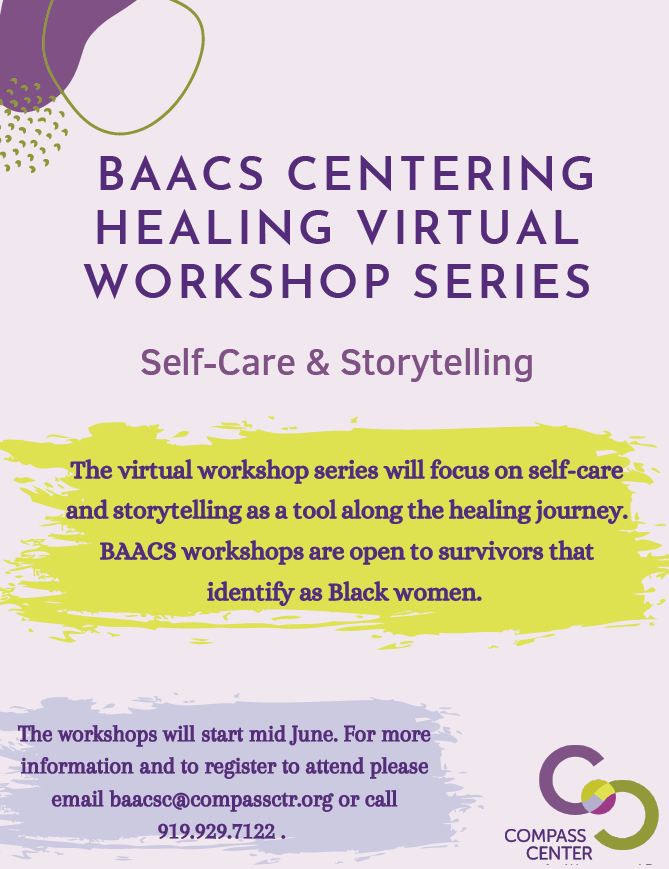 BAACS CENTERING
HEALING VIRTUAL
WORKSHOP SERIES
Self-Care & Storytelling
The virtual workshop series will focus on self-care
and storytelling as a tool along the healing journey.
BAACS workshops are open to survivors that
identify as Black women.
The workshops will start mid June. For more
information and to register to attend please
email baacsc@compassctr.org or call
919.929.7122 .
COMPASS
CENTER